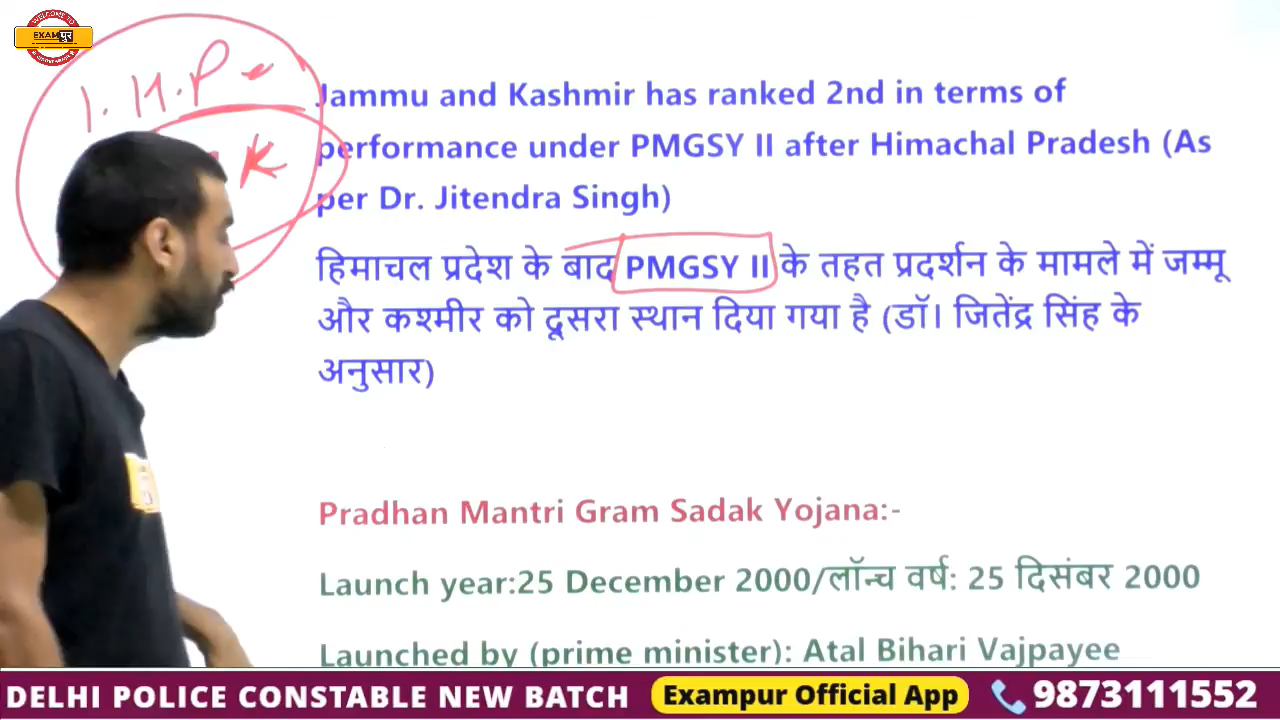 WELCOME TO
EXAMपुर
1. H.P
K
Jammu and Kashmir has ranked 2nd in terms of
performance under PMGSY II after Himachal Pradesh (As
per Dr. Jitendra Singh)
हिमाचल प्रदेश के बाद PMGSY II के तहत प्रदर्शन के मामले में जम्मू
और कश्मीर को दूसरा स्थान दिया गया है (डॉ। जितेंद्र सिंह के
अनुसार)
Pradhan Mantri Gram Sadak Yojana:-
Launch year:25 December 2000/लॉन्च वर्ष: 25 दिसंबर 2000
Launched by (prime minister): Atal Bihari Vajpayee
DELHI POLICE CONSTABLE NEW BATCH Exampur Official App 9873111552